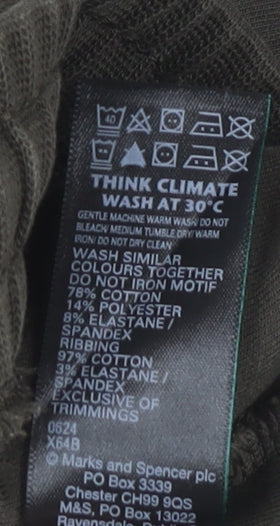 40
THINK CLIMATE
WASH AT 30°C
GENTLE MACHINE WARM WASH/ DO NOT
BLEACH/ MEDIUM TUMBLE DRY/ WARM
IRON/ DO NOT DRY CLEAN
WASH SIMILAR
COLOURS TOGETHER
DO NOT IRON MOTIF
78% COTTON
14% POLYESTER
8% ELASTANE /
SPANDEX
RIBBING
97% COTTON
3% ELASTANE /
SPANDEX
EXCLUSIVE OF
TRIMMINGS
0624
X64B
© Marks and Spencer plc
PO Box 3339
Chester CH99 9QS
M&S, PO Box 13022
Ravensdale